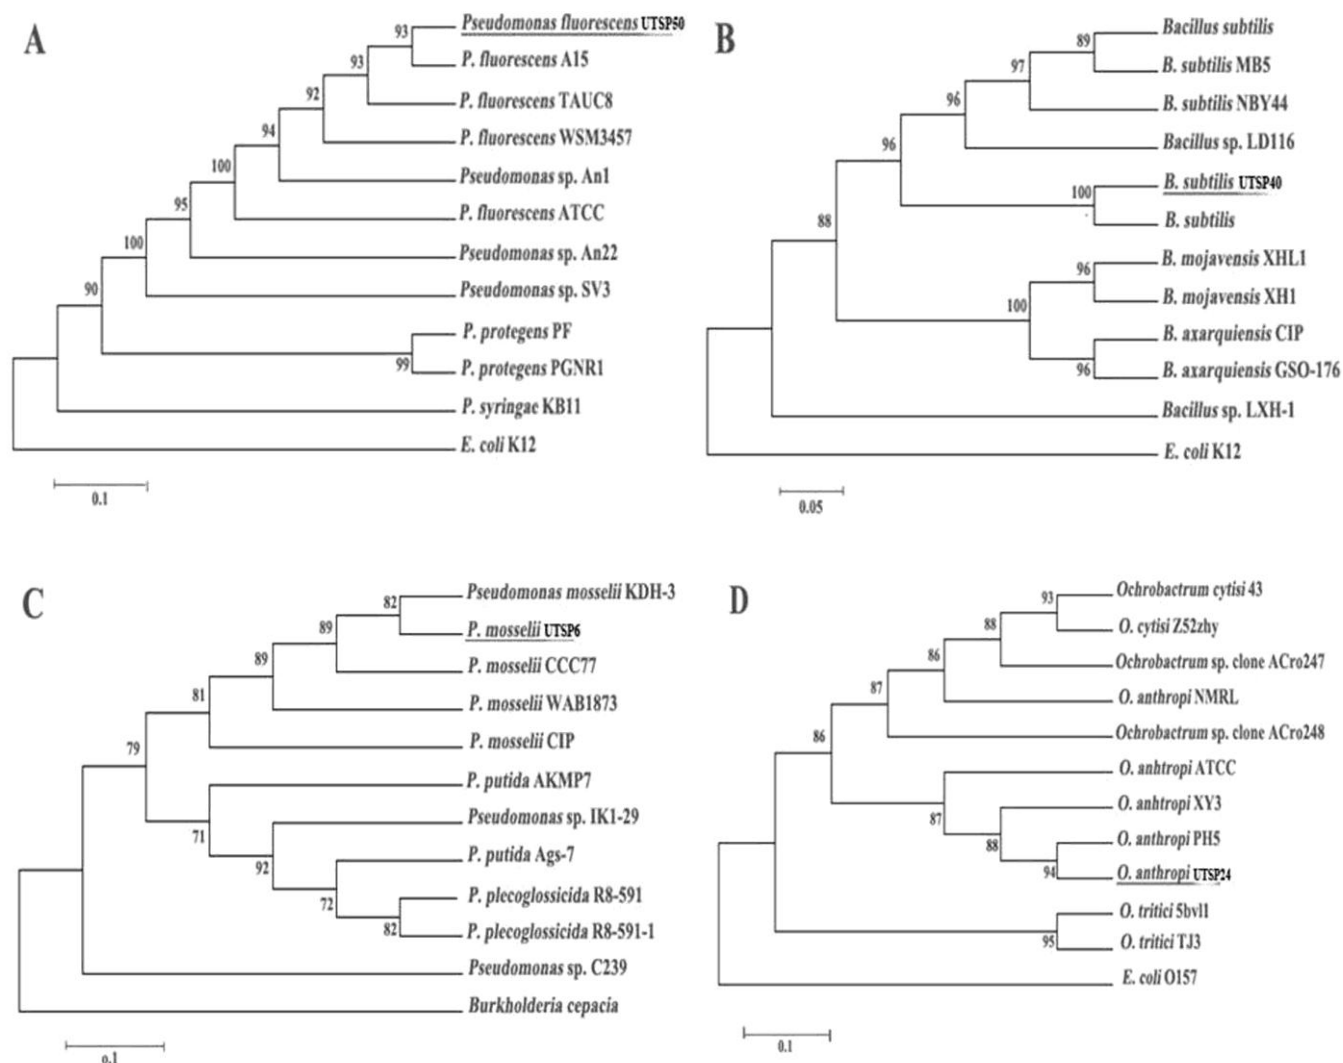 A
93
Pseudomonas fluorescens UTSP50
P. fluorescens A15
93
P. fluorescens TAUC8
92
P. fluorescens WSM3457
94
Pseudomonas sp. An1
100
P. fluorescens ATCC
95
Pseudomonas sp. An22
100
Pseudomonas sp. SV3
90
P. protegens PF
99
P. protegens PGNR1
P. syringae KB11
E. coli K12
0.1
B
Bacillus subtilis
89
B. subtilis MB5
97
B. subtilis NBY44
96
Bacillus sp. LD116
96
B. subtilis UTSP40
100
B. subtilis
88
B. mojavensis XHL1
96
B. mojavensis XH1
100
B. axarquiensis CIP
96
B. axarquiensis GSO-176
Bacillus sp. LXH-1
E. coli K12
0.05
C
Pseudomonas mosselii KDH-3
82
P. mosselii UTSP6
89
P. mosselii CCC77
89
P. mosselii WAB1873
81
P. mosselii CIP
79
P. putida AKMP7
71
Pseudomonas sp. IK1-29
92
P. putida Ags-7
72
P. plecoglossicida R8-591
82
P. plecoglossicida R8-591-1
Pseudomonas sp. C239
Burkholderia cepacia
0.1
D
Ochrobactrum cytisi 43
93
O. cytisi Z52zhy
88
Ochrobactrum sp. clone ACro247
86
O. anthropi NMRL
87
Ochrobactrum sp. clone ACro248
86
O. anhtropi ATCC
87
O. anhtropi XY3
88
O. anthropi PH5
94
O. anthropi UTSP24
O. tritici 5bvl1
95
O. tritici TJ3
E. coli O157
0.1